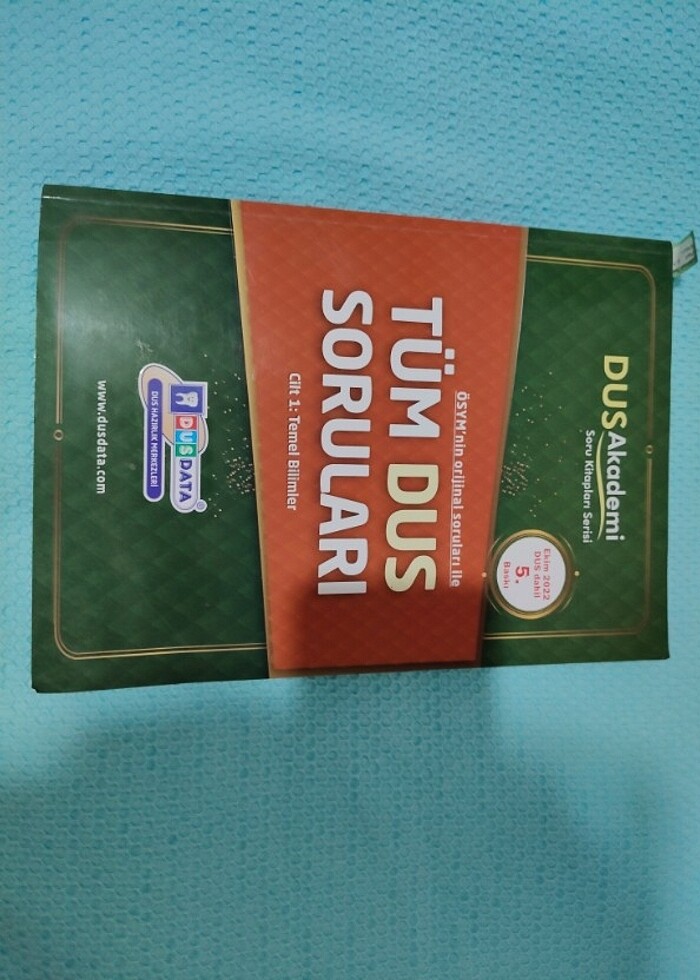 DUSAkademi
Soru Kitapları Serisi
Ekim 2022
DUS dahil
5.
Baskı
ÖSYM'nin orijinal soruları ile
TÜM DUS
SORULARI
Cilt 1: Temel Bilimler
DUSDATA®
DUS HAZIRLIK MERKEZLERİ
www.dusdata.com